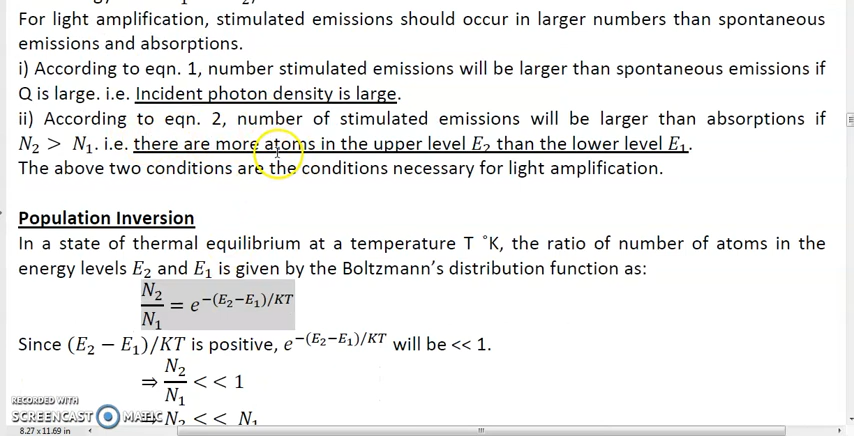 For light amplification, stimulated emissions should occur in larger numbers than spontaneous
emissions and absorptions.
i) According to eqn. 1, number stimulated emissions will be larger than spontaneous emissions if
Q is large. i.e. Incident photon density is large.
ii) According to eqn. 2, number of stimulated emissions will be larger than absorptions if
N₂ > N₁. i.e. there are more atoms in the upper level E₂ than the lower level E₁.
The above two conditions are the conditions necessary for light amplification.
Population Inversion
In a state of thermal equilibrium at a temperature T ˚K, the ratio of number of atoms in the
energy levels E₂ and E₁ is given by the Boltzmann's distribution function as:
N₂/N₁ = e^−(E₂−E₁)/KT
Since (E₂ − E₁)/KT is positive, e^−(E₂−E₁)/KT will be << 1.
⇒ N₂/N₁ < < 1
N₂ < < N₁
RECORDED WITH
SCREENCAST MATIC
8.27 x 11.69 in